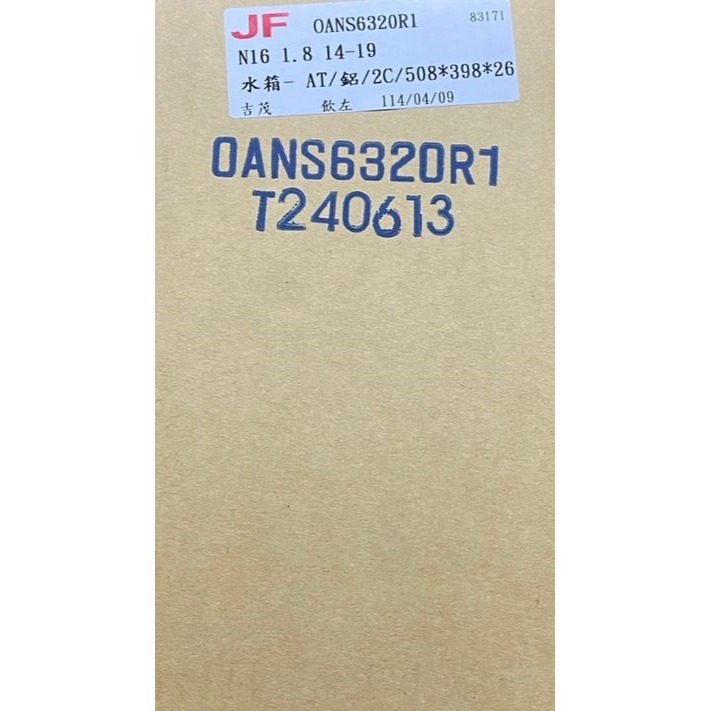 JF OANS6320R1 83171
N16 1.8 14-19
水箱- AT/鋁/2C/508*398*26
吉茂 飲左 114/04/09
OANS6320R1
T240613